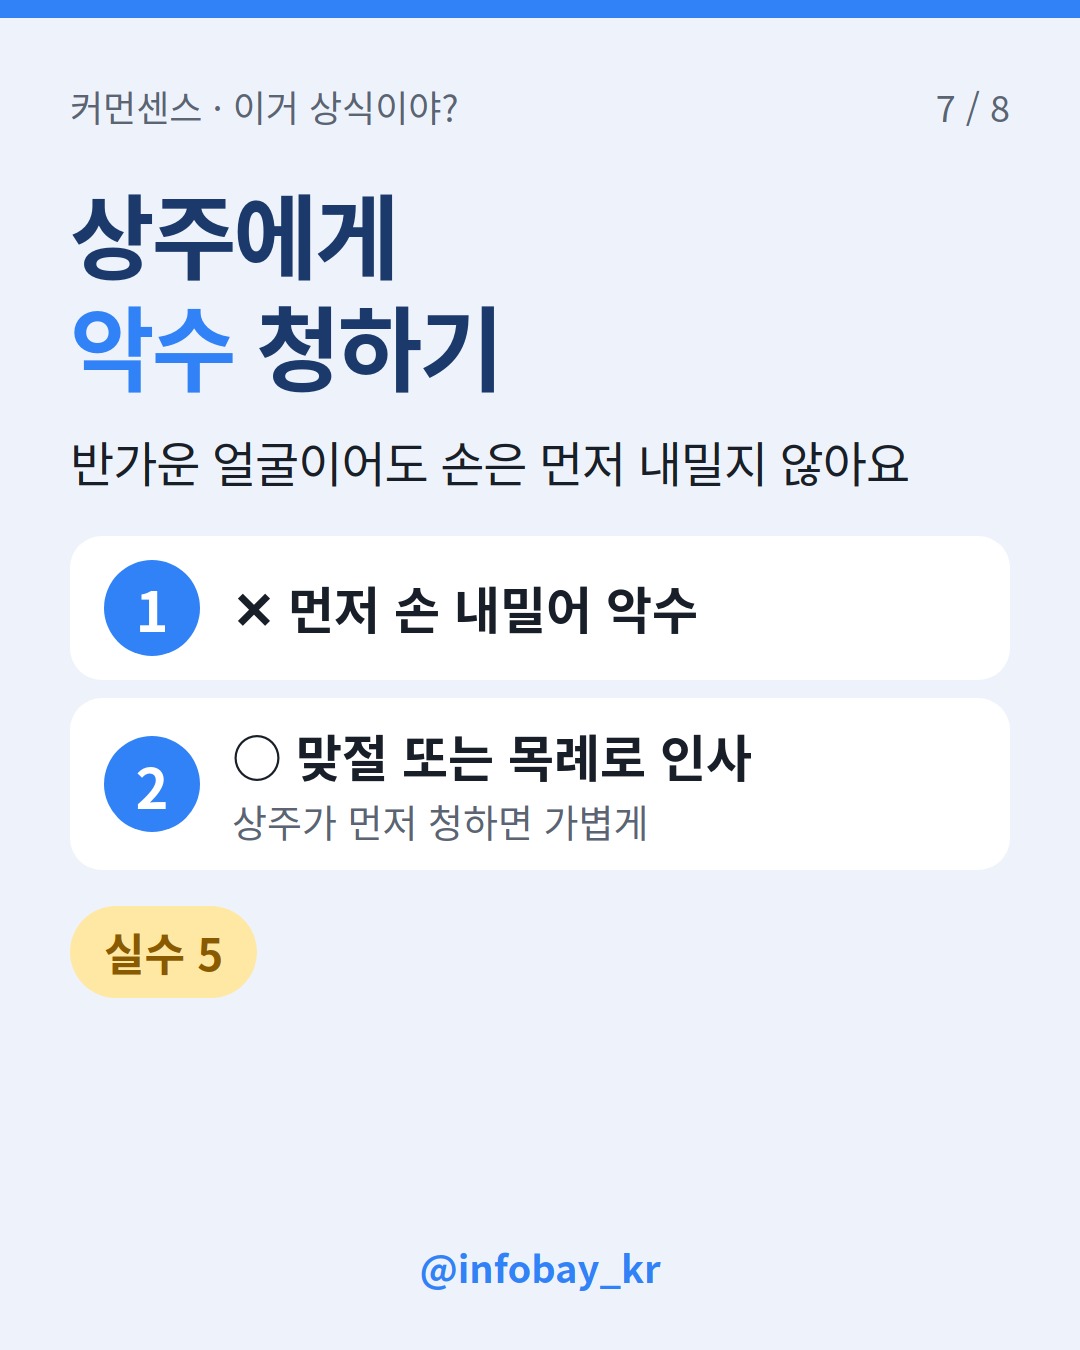 커먼센스 · 이거 상식이야?
7 / 8
상주에게
악수 청하기
반가운 얼굴이어도 손은 먼저 내밀지 않아요
1
✕ 먼저 손 내밀어 악수
2
○ 맞절 또는 목례로 인사
상주가 먼저 청하면 가볍게
실수 5
@infobay_kr